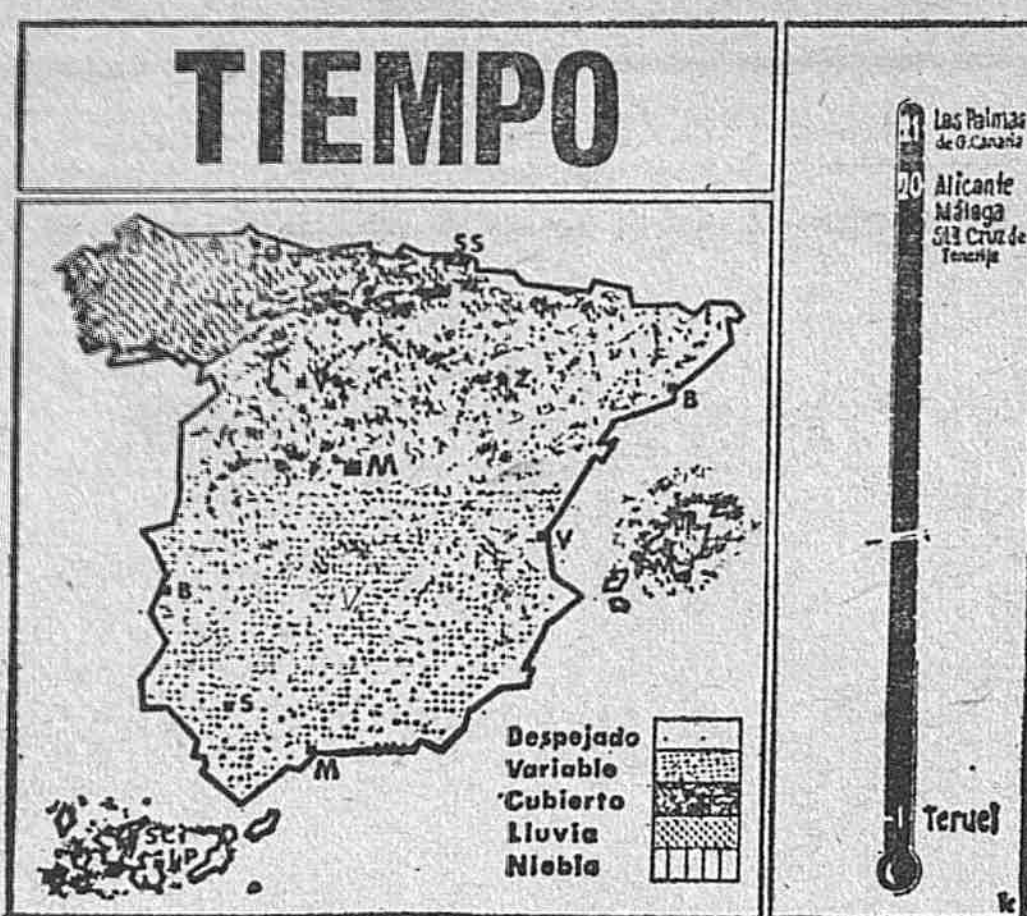 TIEMPO
O
SS
V
Z
B
M
V
B
V
S
M
SCT
LP
Despejado
Variable
Cubierto
Lluvia
Niebla
Las Palmas
de G. Canaria
20
Alicante
Málaga
Sta Cruz de
Tenerife
-1
Teruel